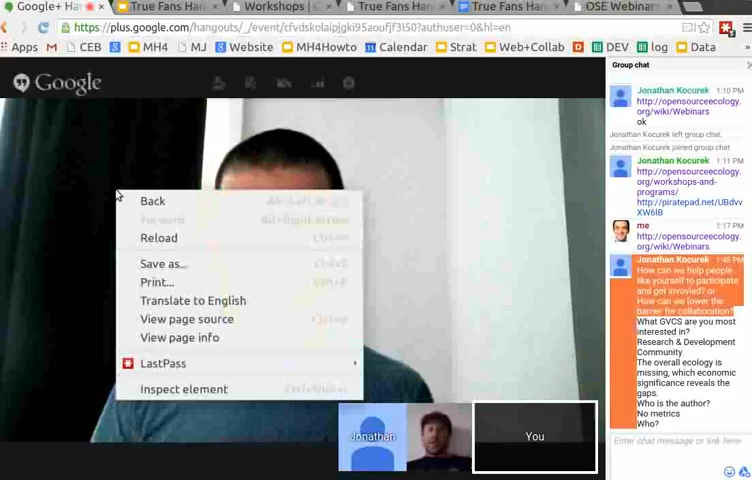 Google+ Ha
True Fans Han
Workshops |
True Fans Han
True Fans Han
OSE Webinars
https://plus.google.com/hangouts/_/event/cfvdskolaipjgki95aoufjf3l50?authuser=0&hl=en
Apps M CEB MH4 MJ Website MH4Howto Calendar Strat Web+Collab DEV log Data
Google
Back
Forward
Reload
Save as...
Print...
Translate to English
View page source
View page info
LastPass
Inspect element
Jonathan
You
Group chat
Jonathan Kocurek 1:10 PM
http://opensourceecology.
org/wiki/Webinars
ok
Jonathan Kocurek left group chat.
Jonathan Kocurek joined group chat.
Jonathan Kocurek 1:11 PM
http://opensourceecology.
org/workshops-and-
programs/
http://piratepad.net/UBdvv
XW6lB
me 1:17 PM
http://opensourceecology.
org/wiki/Webinars
Jonathan Kocurek 1:45 PM
How can we help people
like yourself to participate
and get invovled? or
How can we lower the
barrier for collaboration?
What GVCS are you most
interested in?
Research & Development
Community
The overall ecology is
missing, which economic
significance reveals the
gaps.
Who is the author?
No metrics
Who?
Enter chat message or link here